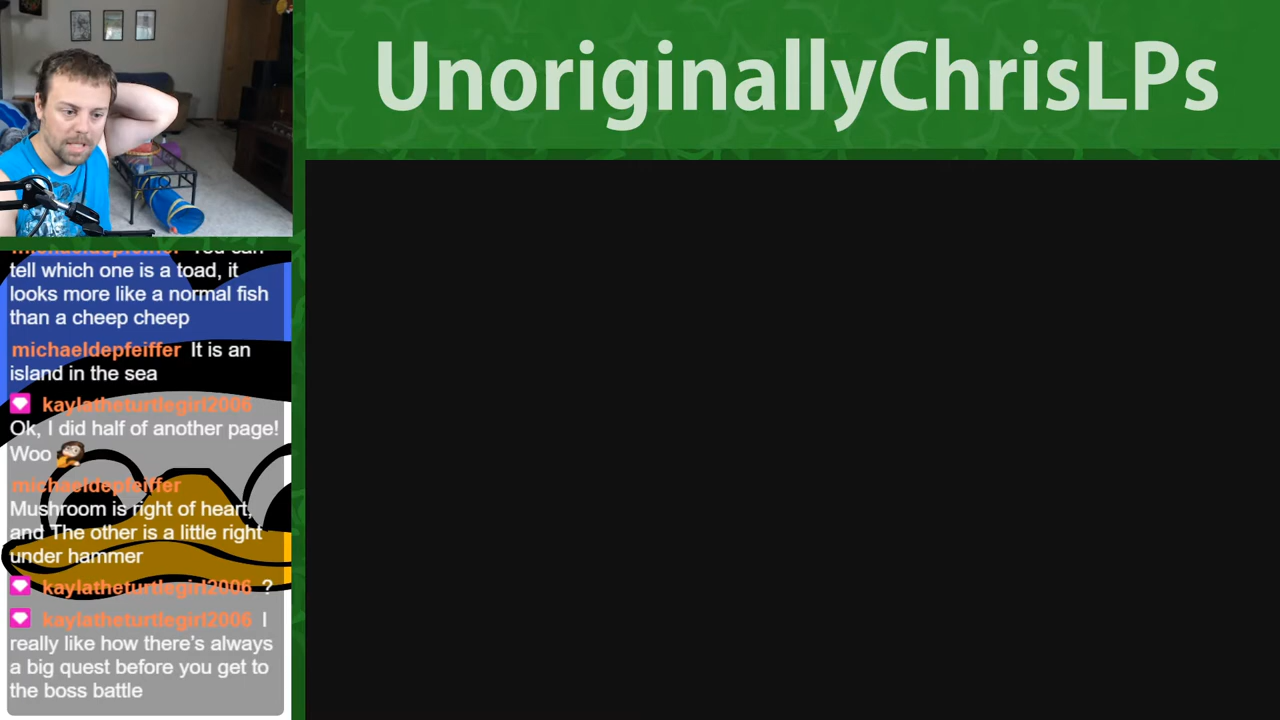 UnoriginallyChrisLPs
michaeldepfeiffer You can
tell which one is a toad, it
looks more like a normal fish
than a cheep cheep
michaeldepfeiffer It is an
island in the sea
kaylatheturtlegirl2006
Ok, I did half of another page!
Woo
michaeldepfeiffer
Mushroom is right of heart,
and The other is a little right
under hammer
kaylatheturtlegirl2006 ?
kaylatheturtlegirl2006 I
really like how there's always
a big quest before you get to
the boss battle